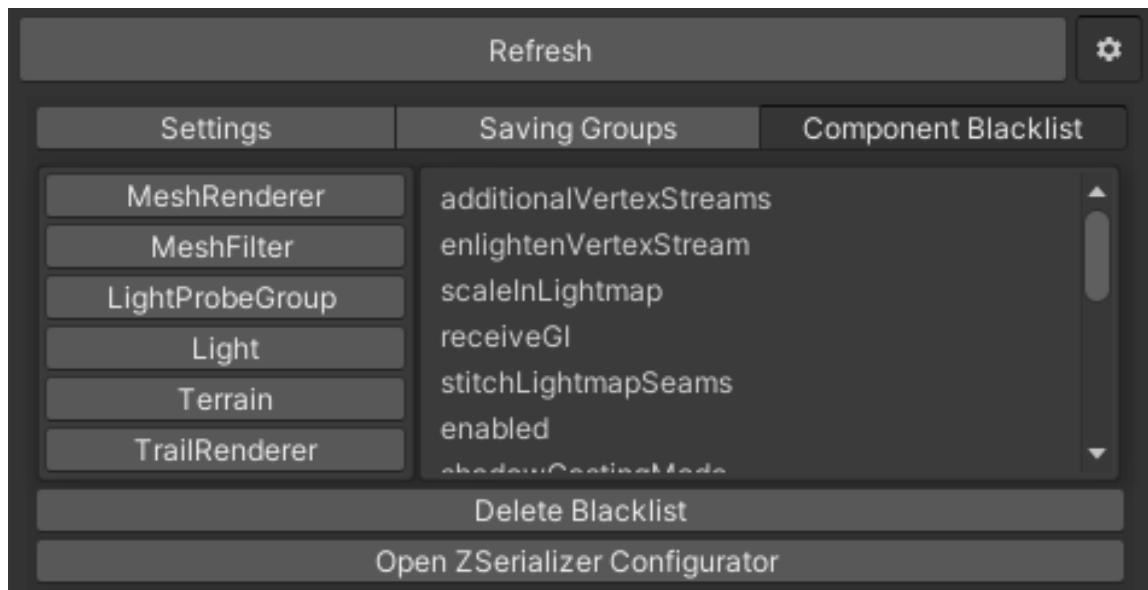 Refresh
Settings
Saving Groups
Component Blacklist
MeshRenderer
MeshFilter
LightProbeGroup
Light
Terrain
TrailRenderer
additionalVertexStreams
enlightenVertexStream
scaleInLightmap
receiveGI
stitchLightmapSeams
enabled
shadowCastingMode
Delete Blacklist
Open ZSerializer Configurator